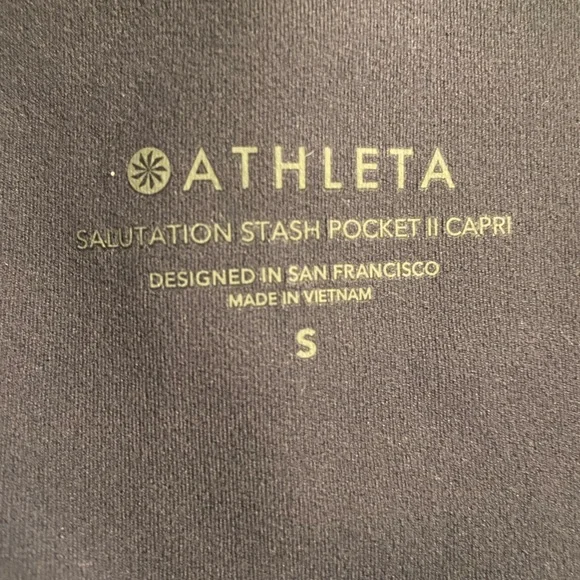 ATHLETA
SALUTATION STASH POCKET II CAPRI
DESIGNED IN SAN FRANCISCO
MADE IN VIETNAM
S